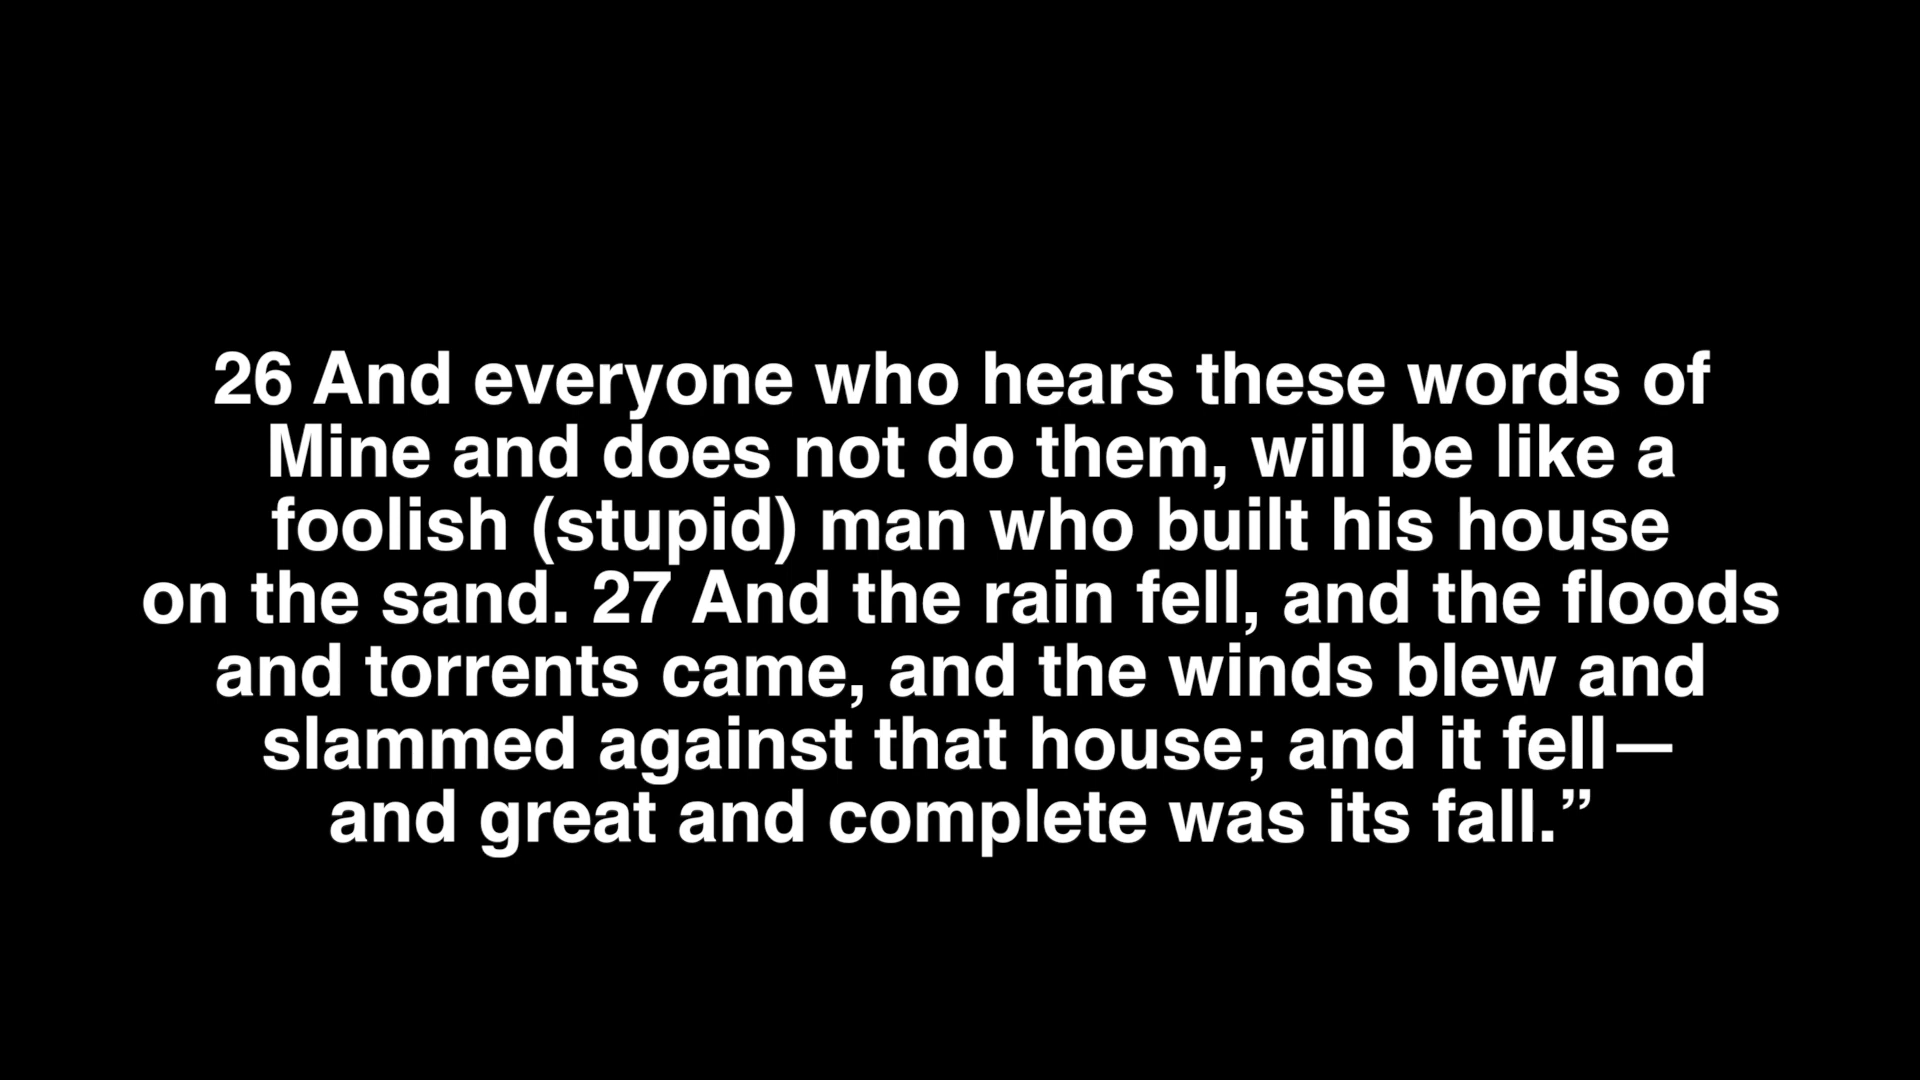 26 And everyone who hears these words of
Mine and does not do them, will be like a
foolish (stupid) man who built his house
on the sand. 27 And the rain fell, and the floods
and torrents came, and the winds blew and
slammed against that house; and it fell—
and great and complete was its fall.”